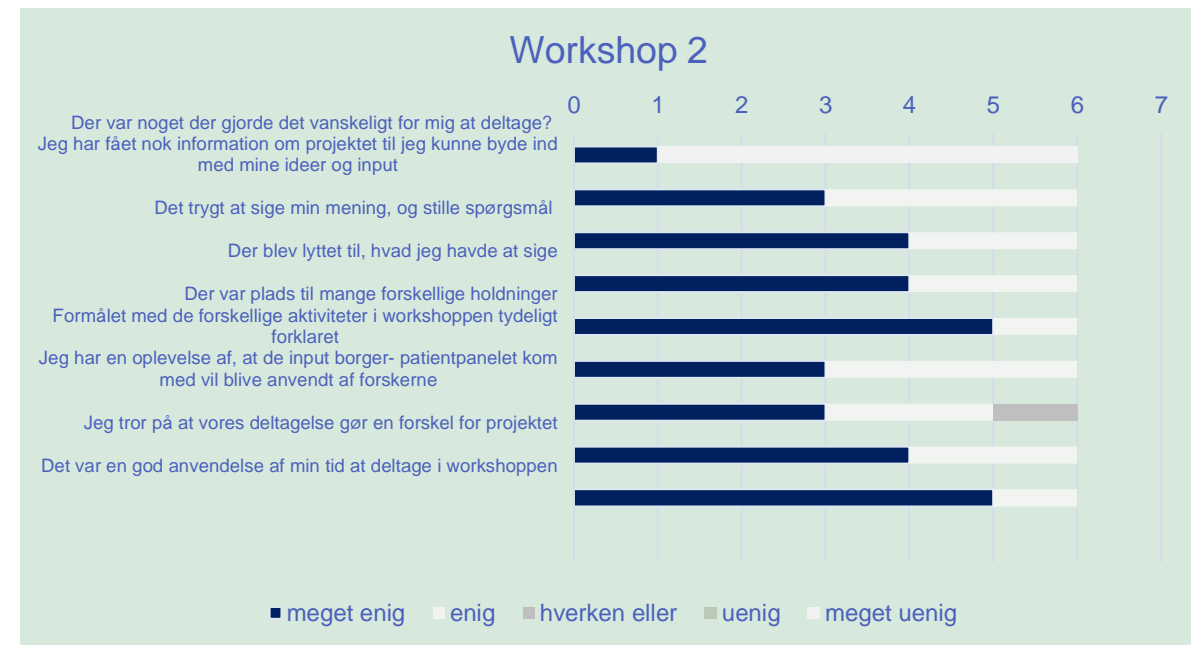 Workshop 2
0 1 2 3 4 5 6 7
Der var noget der gjorde det vanskeligt for mig at deltage?
Jeg har fået nok information om projektet til jeg kunne byde ind
med mine ideer og input
Det trygt at sige min mening, og stille spørgsmål
Der blev lyttet til, hvad jeg havde at sige
Der var plads til mange forskellige holdninger
Formålet med de forskellige aktiviteter i workshoppen tydeligt
forklaret
Jeg har en oplevelse af, at de input borger- patientpanelet kom
med vil blive anvendt af forskerne
Jeg tror på at vores deltagelse gør en forskel for projektet
Det var en god anvendelse af min tid at deltage i workshoppen
meget enig enig hverken eller uenig meget uenig